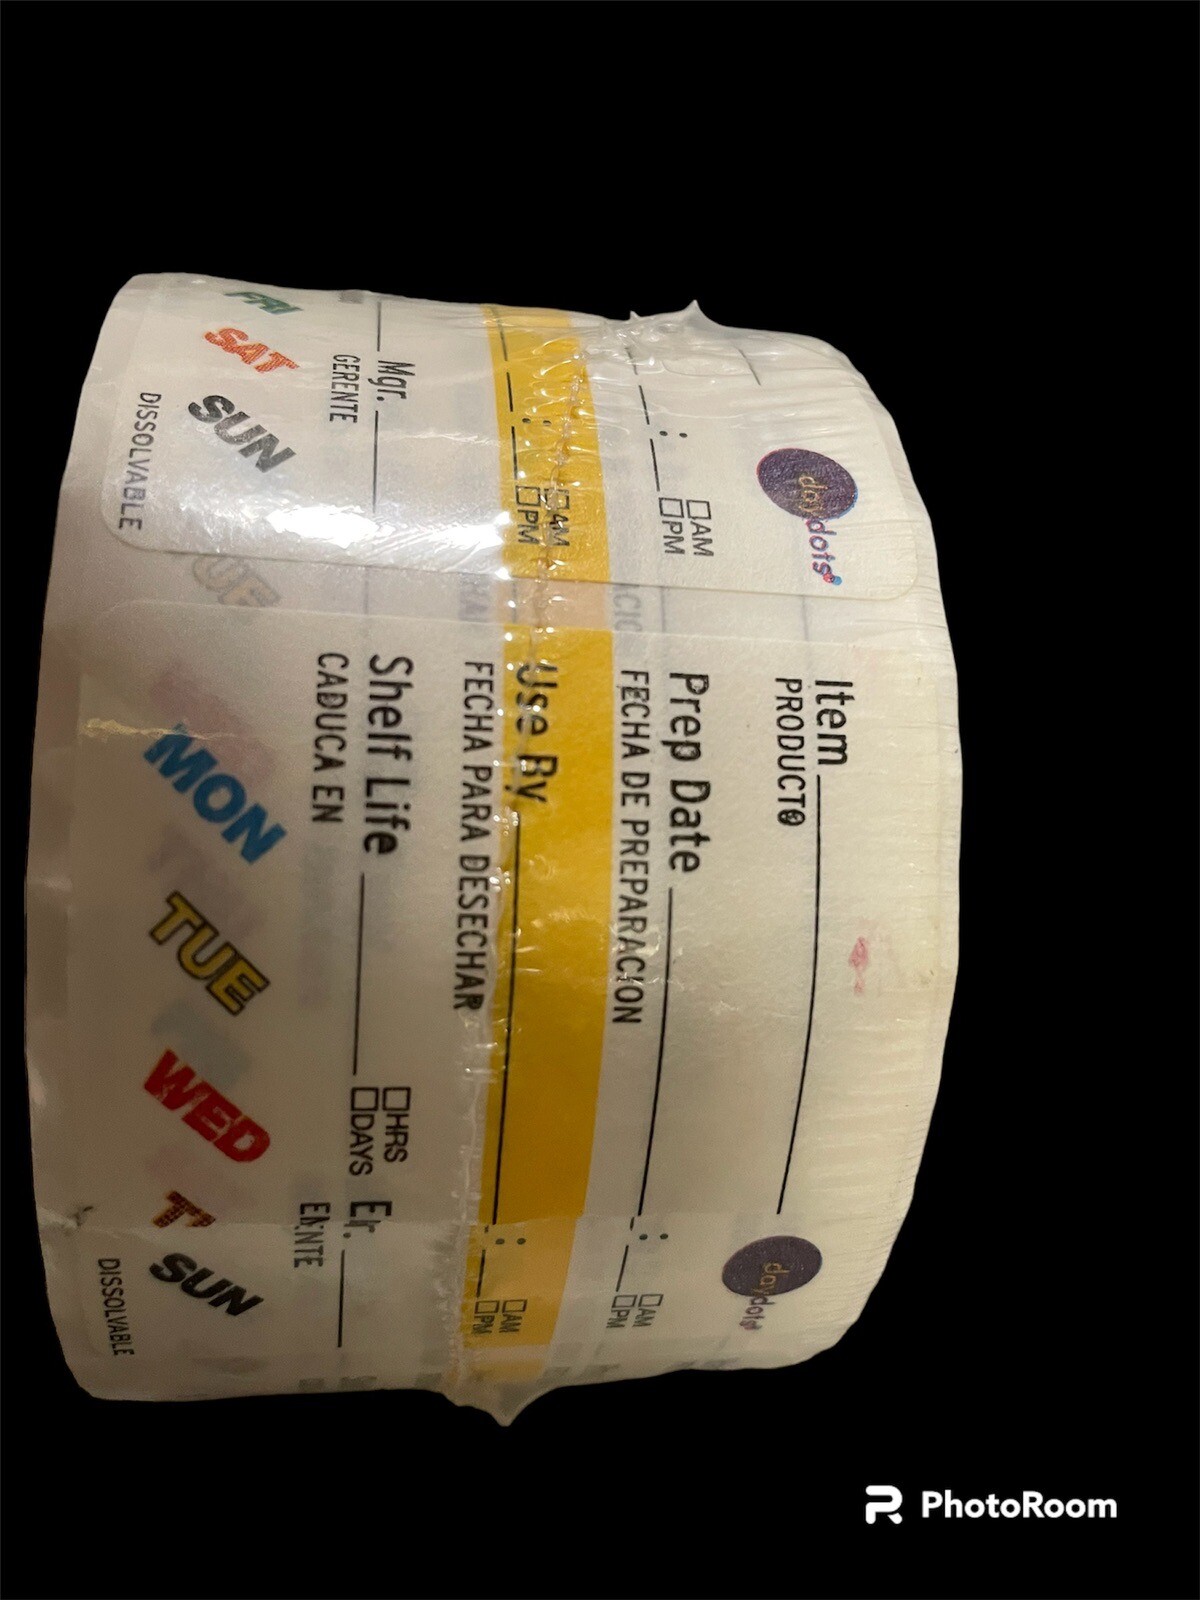 daydots
AM
PM
AM
PM
Mgr.
GERENTE
FRI
SAT
SUN
DISSOLVABLE
Item
PRODUCTO
Prep Date
FECHA DE PREPARACION
Use By
FECHA PARA DESECHAR
Shelf Life HRS
CADUCA EN DAYS
MON TUE WED SUN
DISSOLVABLE
daydots
AM
PM
AM
PM
PhotoRoom